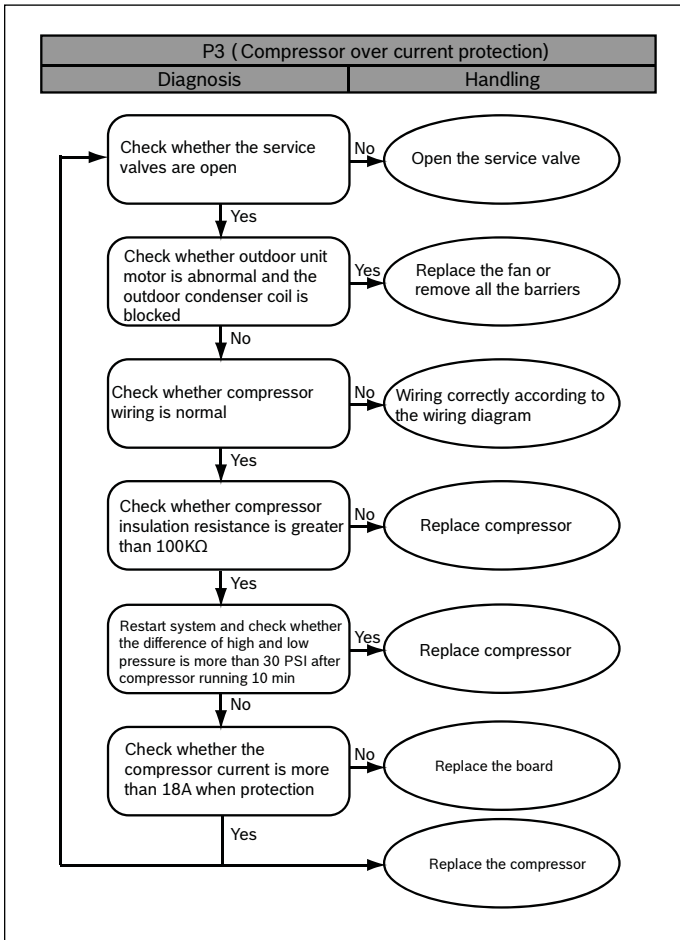 P3 ( Compressor over current protection)
Diagnosis
Handling
Check whether the service
valves are open
No
Open the service valve
Yes
Check whether outdoor unit
motor is abnormal and the
outdoor condenser coil is
blocked
Yes
Replace the fan or
remove all the barriers
No
Check whether compressor
wiring is normal
No
Wiring correctly according to
the wiring diagram
Yes
Check whether compressor
insulation resistance is greater
than 100KΩ
No
Replace compressor
Yes
Restart system and check whether
the difference of high and low
pressure is more than 30 PSI after
compressor running 10 min
Yes
Replace compressor
No
Check whether the
compressor current is more
than 18A when protection
No
Replace the board
Yes
Replace the compressor